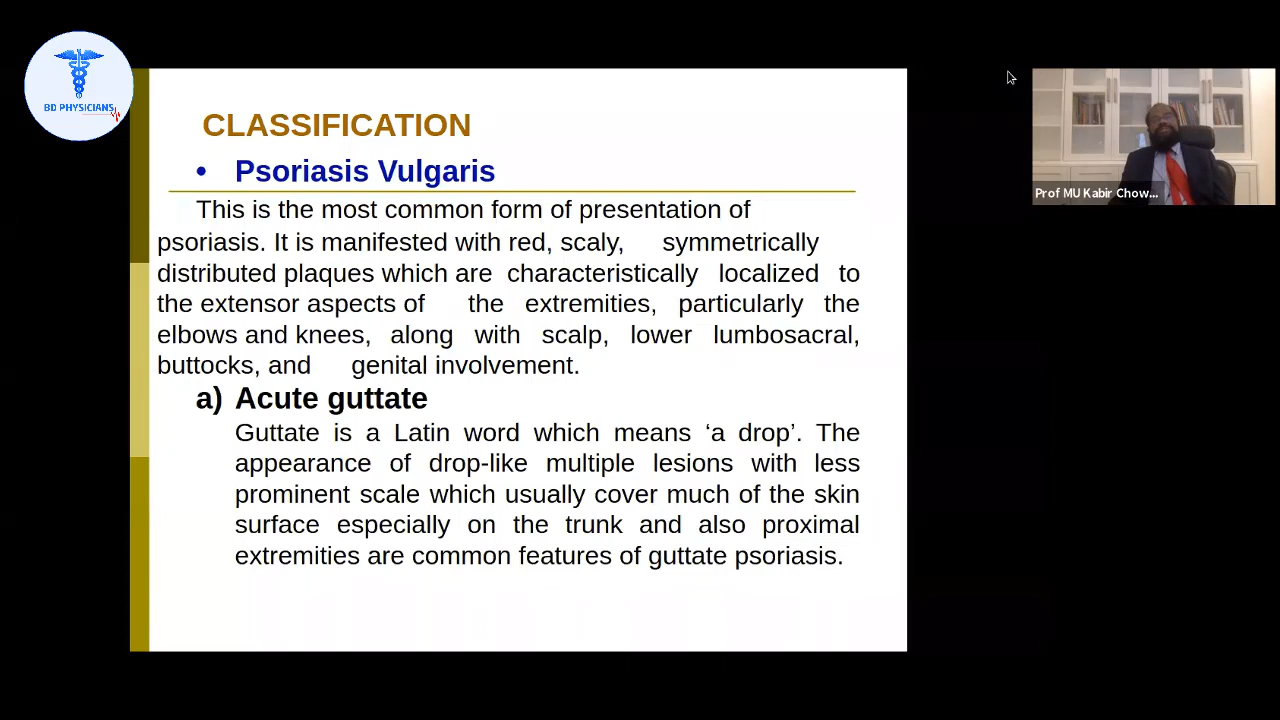 BD PHYSICIANS
CLASSIFICATION
• Psoriasis Vulgaris
This is the most common form of presentation of
psoriasis. It is manifested with red, scaly, symmetrically
distributed plaques which are characteristically localized to
the extensor aspects of the extremities, particularly the
elbows and knees, along with scalp, lower lumbosacral,
buttocks, and genital involvement.
a) Acute guttate
Guttate is a Latin word which means ‘a drop’. The
appearance of drop-like multiple lesions with less
prominent scale which usually cover much of the skin
surface especially on the trunk and also proximal
extremities are common features of guttate psoriasis.
Prof MU Kabir Chow...